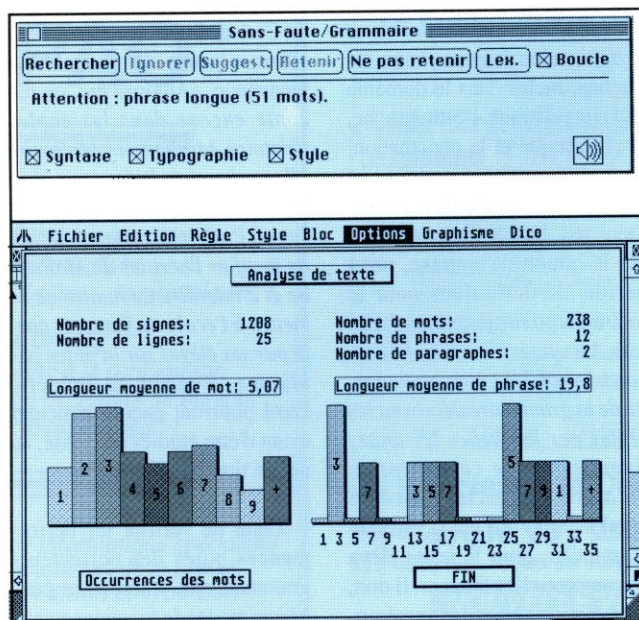 Sans-Faute/Grammaire
Rechercher Ignorer Suggest. Retenir Ne pas retenir Lex. Boucle
Attention : phrase longue (51 mots).
Syntaxe Typographie Style
Fichier Edition Règle Style Bloc Options Graphisme Dico
Analyse de texte
Nombre de signes: 1208 Nombre de mots: 238
Nombre de lignes: 25 Nombre de phrases: 12
Nombre de paragraphes: 2
Longueur moyenne de mot: 5,07 Longueur moyenne de phrase: 19,8
1 2 3 4 5 6 7 8 9 + 3 7 3 5 7 5 7 9 1 +
1 3 5 7 9 11 13 15 17 19 21 23 25 27 29 31 33 35
Occurrences des mots FIN